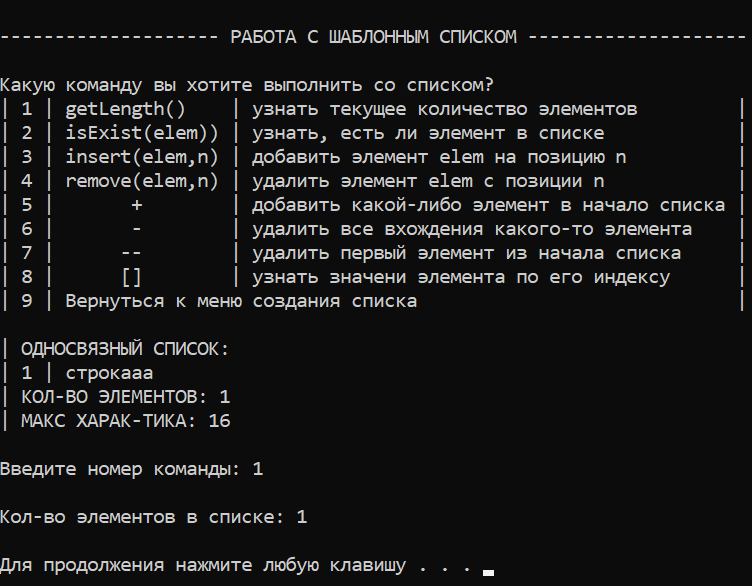 -------------------- РАБОТА С ШАБЛОННЫМ СПИСКОМ --------------------
Какую команду вы хотите выполнить со списком?
| 1 | getLength()    | узнать текущее количество элементов         |
| 2 | isExist(elem)) | узнать, есть ли элемент в списке            |
| 3 | insert(elem,n) | добавить элемент elem на позицию n          |
| 4 | remove(elem,n) | удалить элемент elem с позиции n            |
| 5 |       +        | добавить какой-либо элемент в начало списка |
| 6 |       -        | удалить все вхождения какого-то элемента    |
| 7 |      --        | удалить первый элемент из начала списка     |
| 8 |      []        | узнать значени элемента по его индексу      |
| 9 | Вернуться к меню создания списка                             |
| ОДНОСВЯЗНЫЙ СПИСОК:
| 1 | строкааа
| КОЛ-ВО ЭЛЕМЕНТОВ: 1
| МАКС ХАРАК-ТИКА: 16
Введите номер команды: 1
Кол-во элементов в списке: 1
Для продолжения нажмите любую клавишу . . .